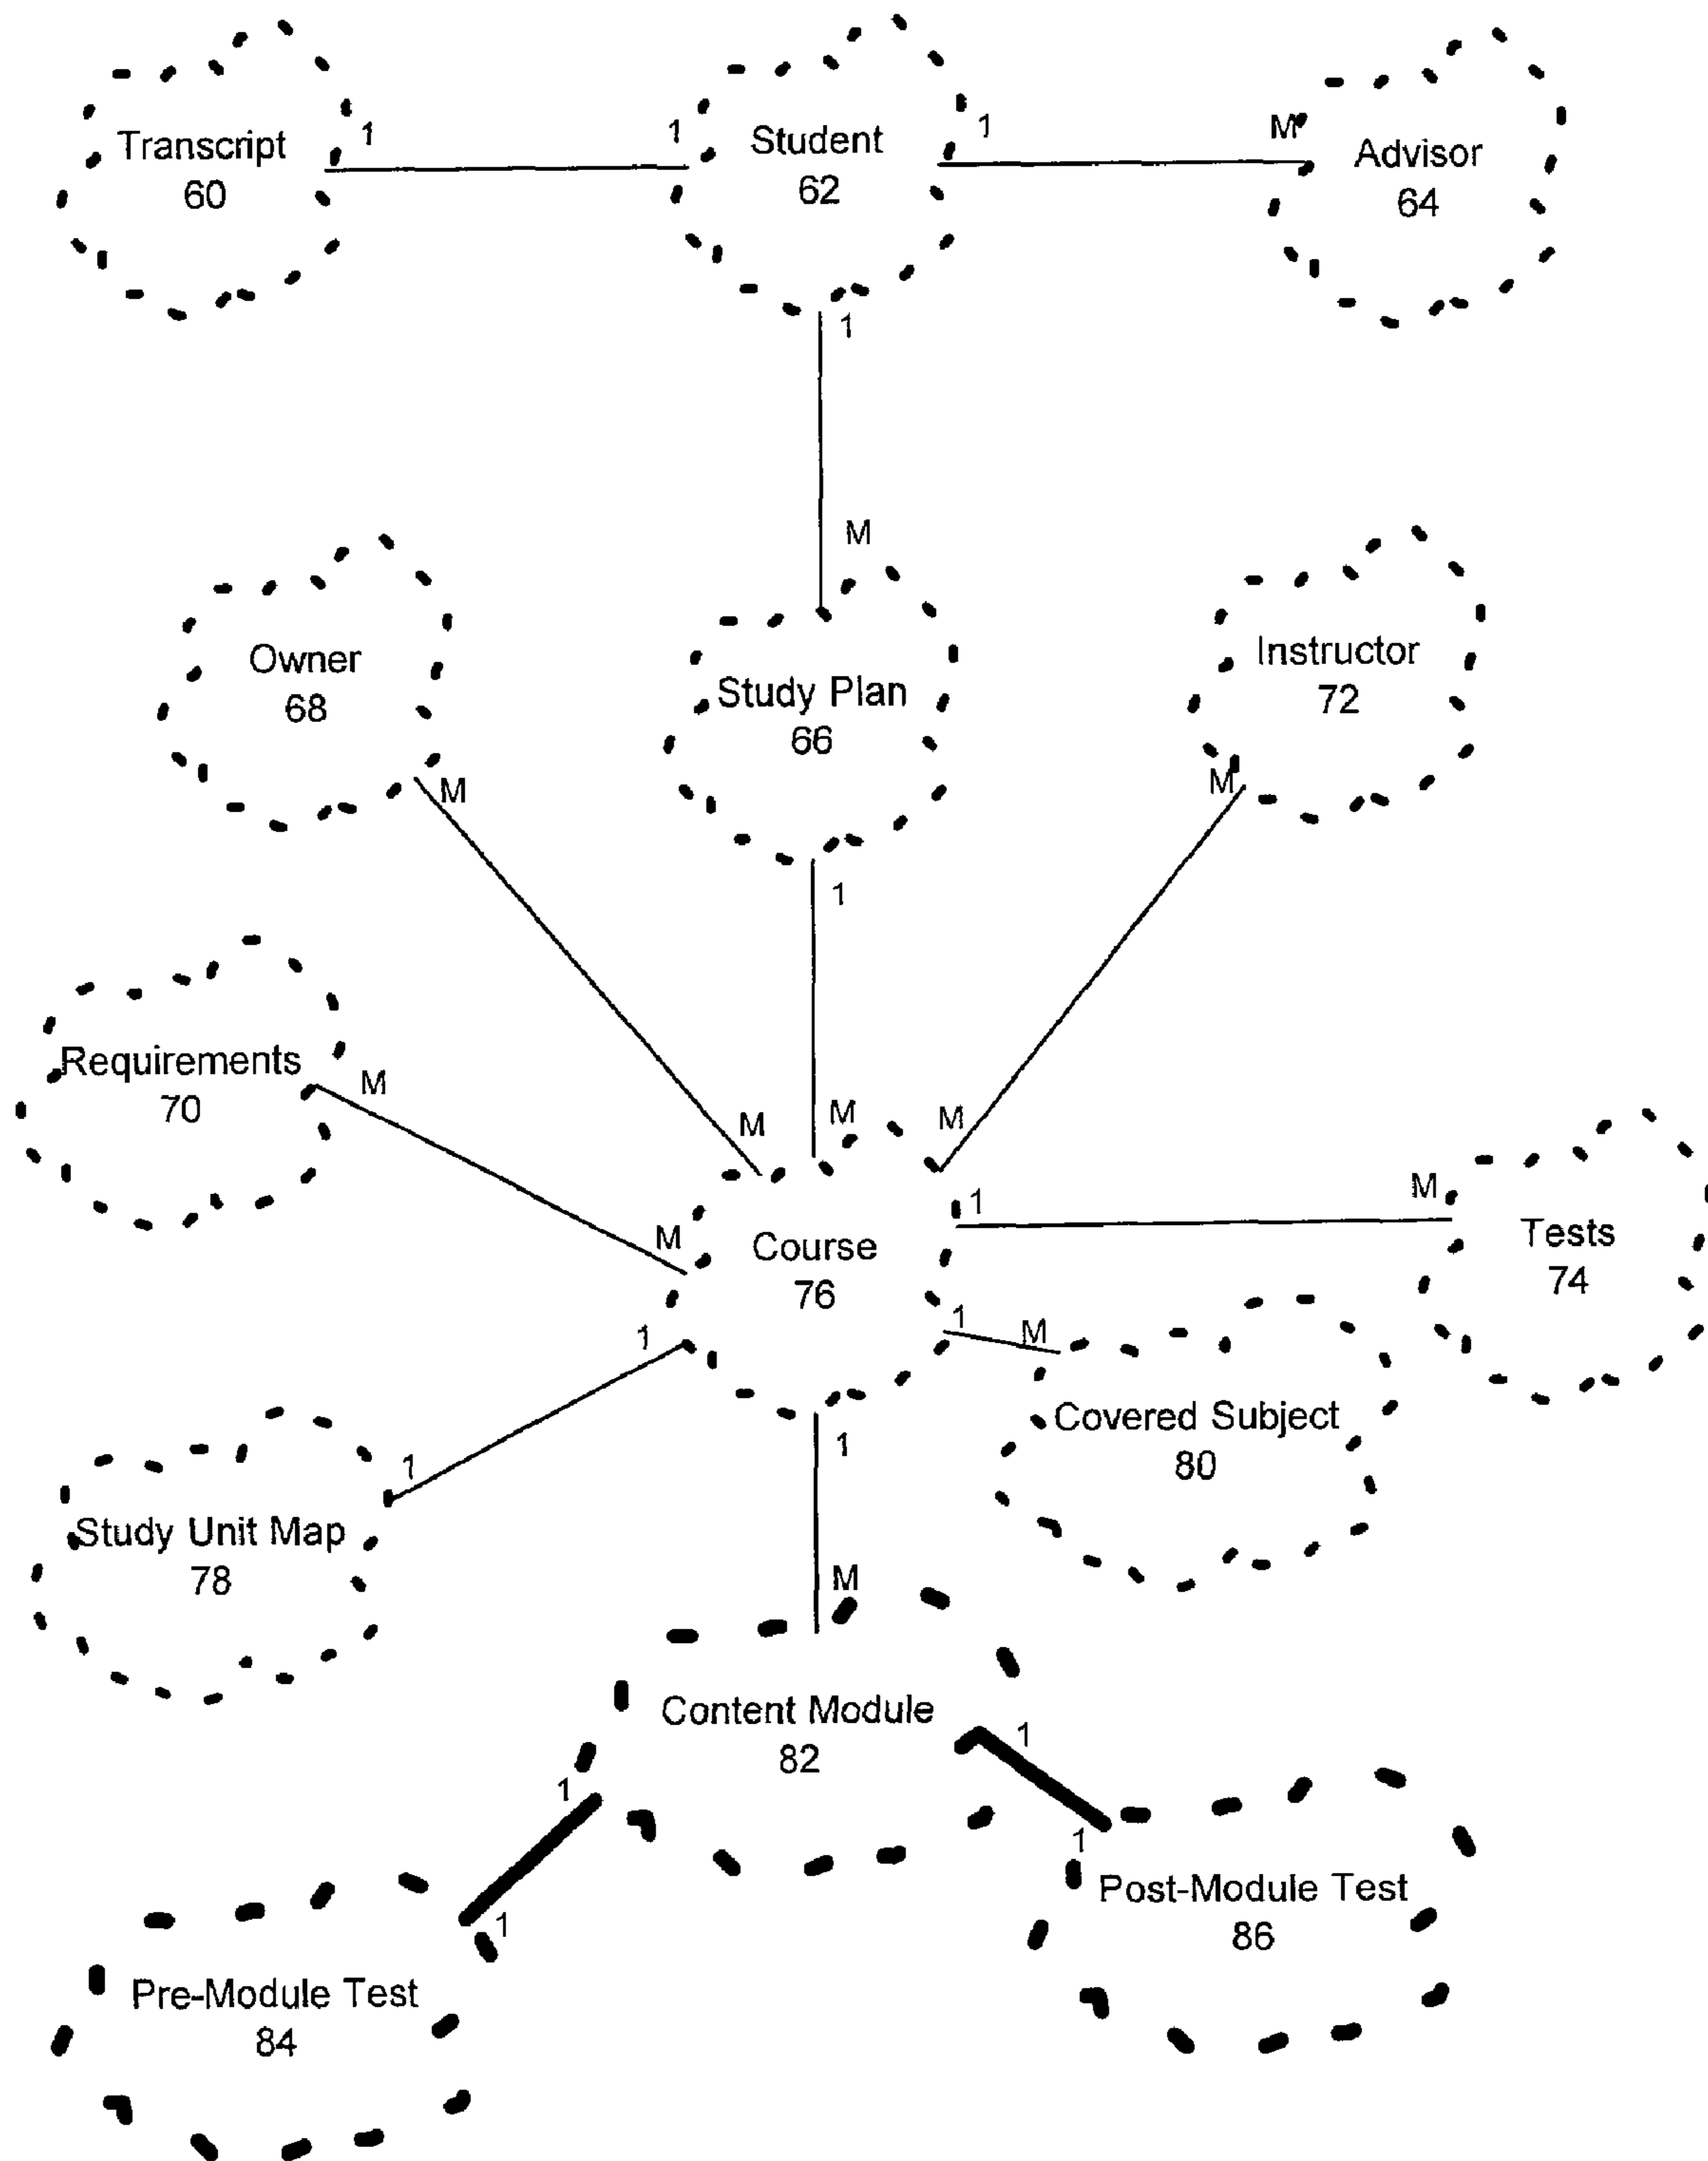 Transcript
60
1
1
Student
62
1
M
Advisor
64
1
M
Owner
68
M
Study Plan
66
Instructor
72
M
1
Requirements
70
M
M
M
M
M
Course
76
1
M
Tests
74
1
M
Covered Subject
80
1
1
Study Unit Map
78
1
M
Content Module
82
1
1
1
1
Post-Module Test
86
Pre-Module Test
84